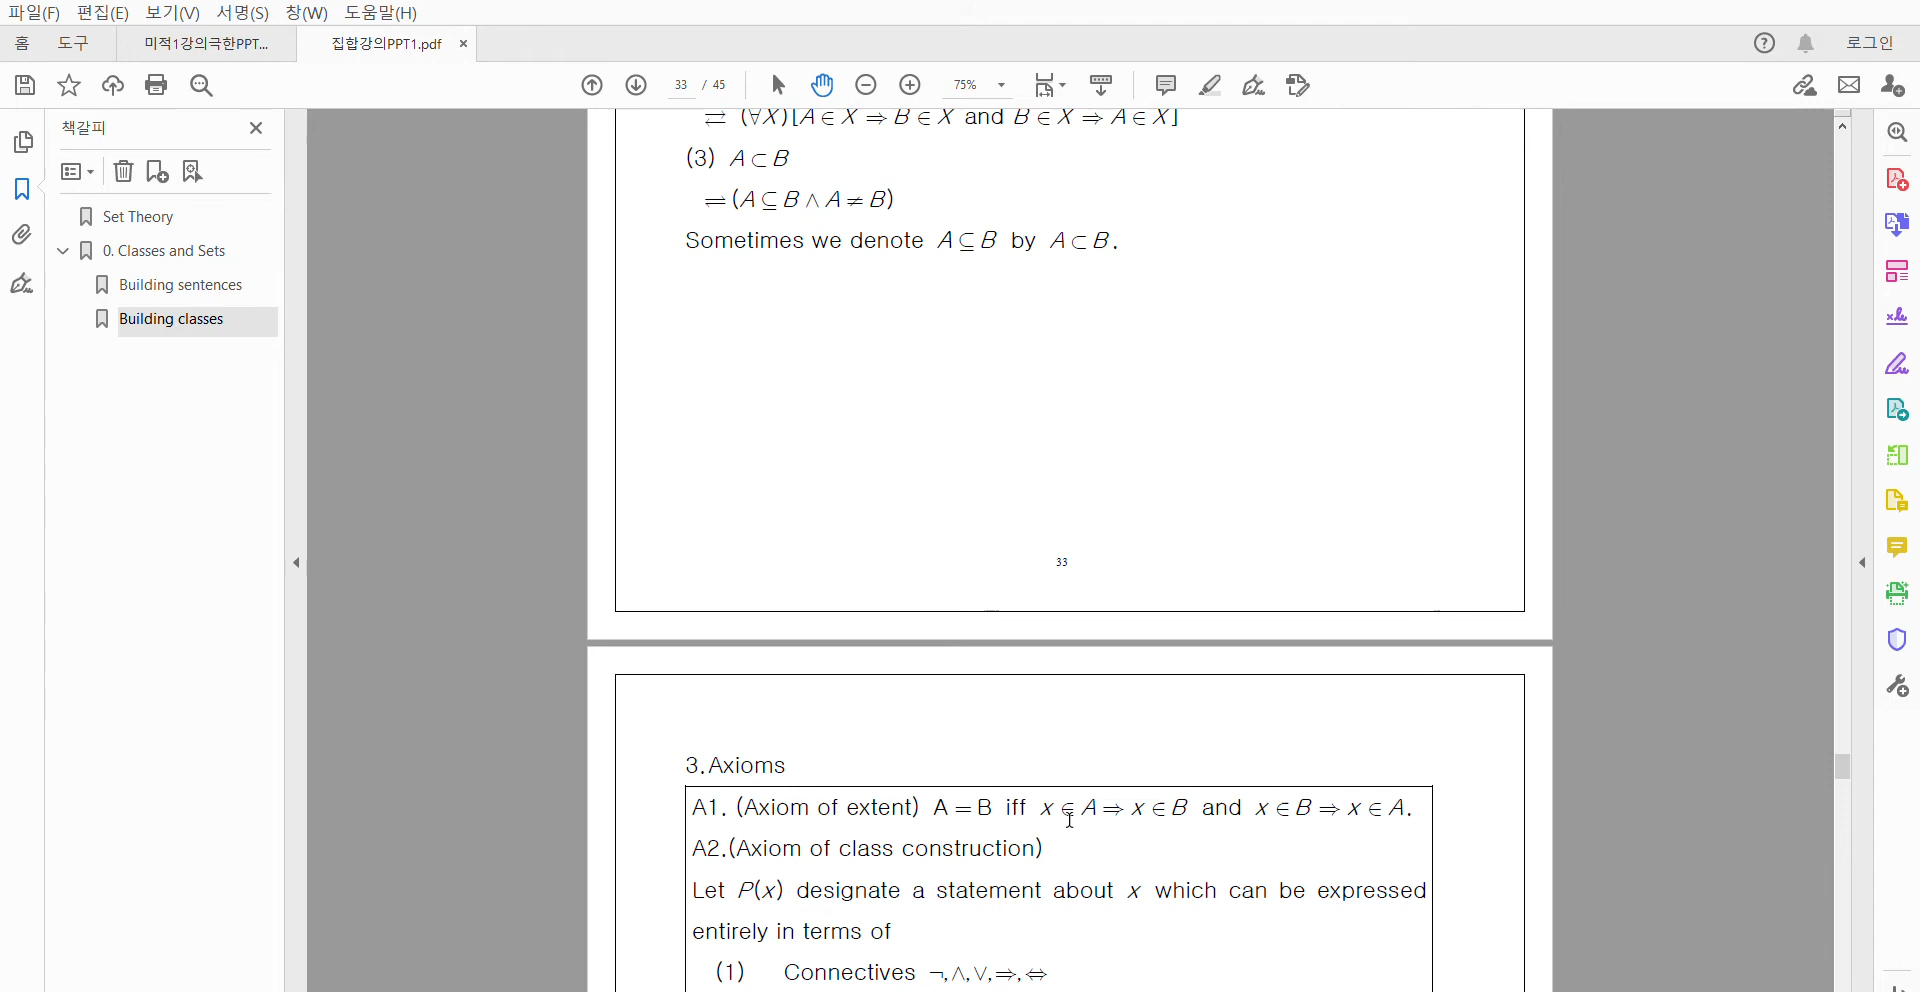 파일(F) 편집(E) 보기(V) 서명(S) 창(W) 도움말(H)
홈 도구 미적1강의극한PPT... 집합강의PPT1.pdf × 로그인
33 / 45 75%
책갈피
Set Theory
0. Classes and Sets
Building sentences
Building classes
⇄ (∀X)[A∈X⇒B∈X and B∈X⇒A∈X]
(3) A⊂B
⇌(A⊆B∧A≠B)
Sometimes we denote A⊆B by A⊂B.
33
3.Axioms
A1. (Axiom of extent) A=B iff x∈A⇒x∈B and x∈B⇒x∈A.
A2.(Axiom of class construction)
Let P(x) designate a statement about x which can be expressed
entirely in terms of
(1) Connectives ¬,∧,∨,⇒,⇔